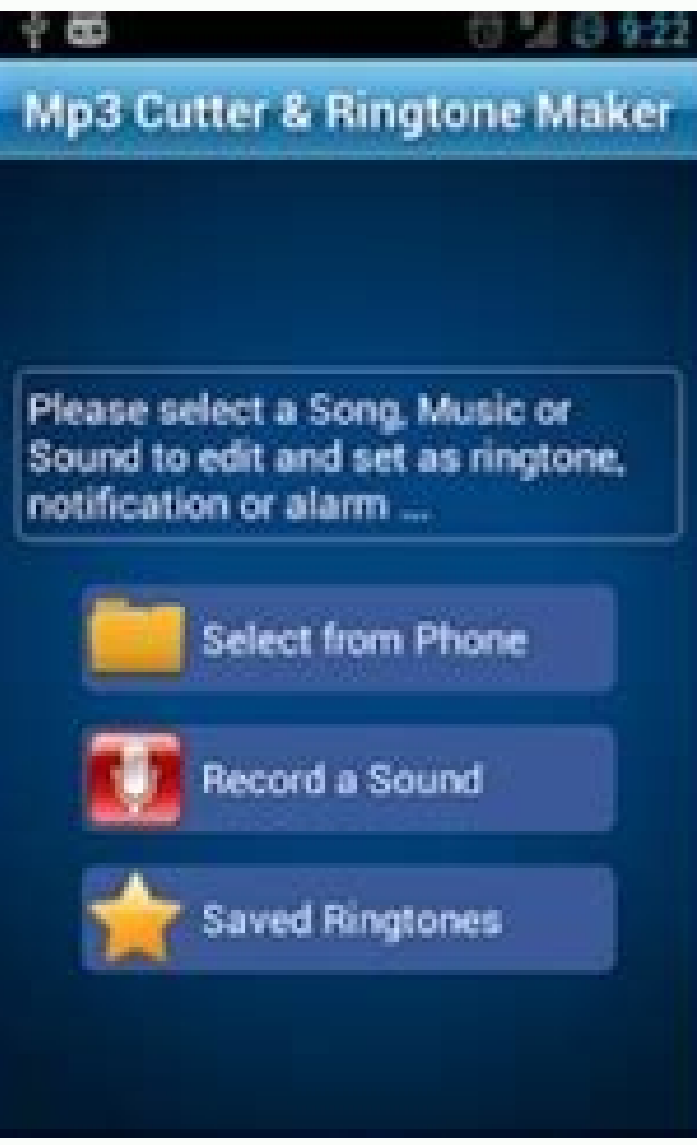 9:22
Mp3 Cutter & Ringtone Maker
Please select a Song, Music or
Sound to edit and set as ringtone,
notification or alarm ...
Select from Phone
Record a Sound
Saved Ringtones